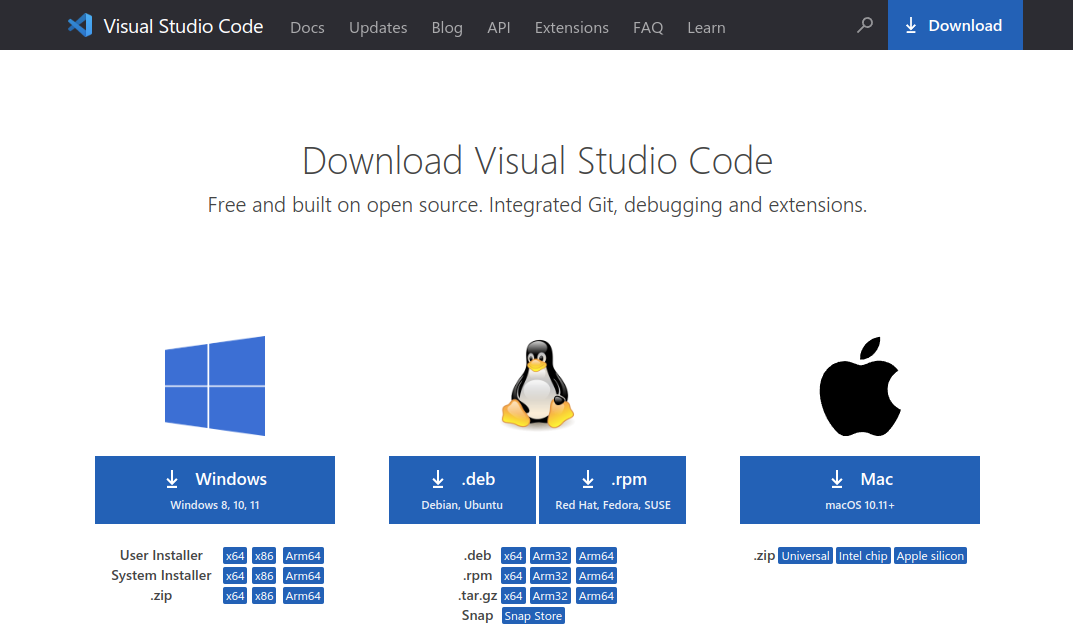 Visual Studio Code Docs Updates Blog API Extensions FAQ Learn Download
Download Visual Studio Code
Free and built on open source. Integrated Git, debugging and extensions.
Windows
Windows 8, 10, 11
User Installer x64 x86 Arm64
System Installer x64 x86 Arm64
.zip x64 x86 Arm64
.deb
Debian, Ubuntu
.rpm
Red Hat, Fedora, SUSE
.deb x64 Arm32 Arm64
.rpm x64 Arm32 Arm64
.tar.gz x64 Arm32 Arm64
Snap Snap Store
Mac
macOS 10.11+
.zip Universal Intel chip Apple silicon